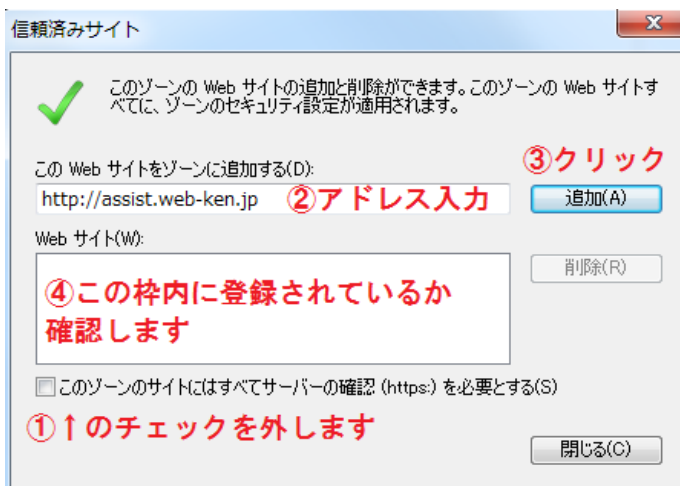 信頼済みサイト
このゾーンの Web サイトの追加と削除ができます。このゾーンの Web サイトす
べてに、ゾーンのセキュリティ設定が適用されます。
③クリック
この Web サイトをゾーンに追加する(D):
http://assist.web-ken.jp ②アドレス入力 追加(A)
Web サイト(W):
削除(R)
④この枠内に登録されているか
確認します
このゾーンのサイトにはすべてサーバーの確認 (https:) を必要とする(S)
①↑のチェックを外します
閉じる(C)